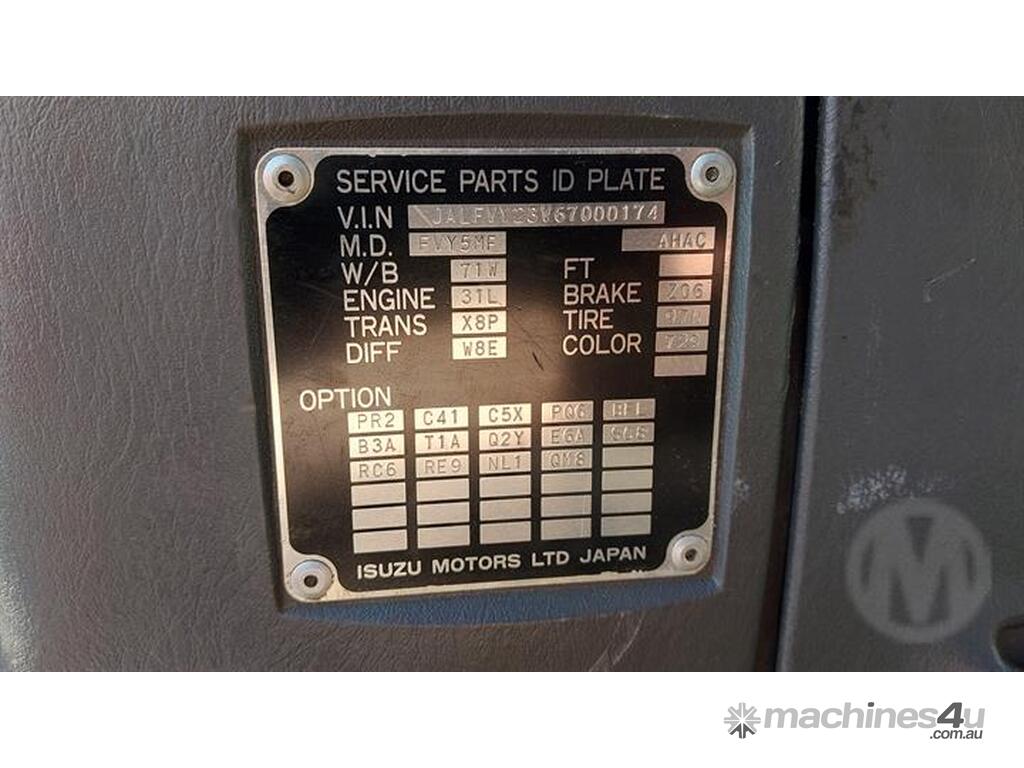 SERVICE PARTS ID PLATE
V.I.N JALFVY23V67000174
M.D. FVY5MF AHAC
W/B 71W FT
ENGINE 31L BRAKE Z06
TRANS X8P TIRE
DIFF W8E COLOR 729
OPTION
PR2 C41 C5X PQ6
B3A T1A Q2Y E6A
RC6 RE9 NL1 QM8
ISUZU MOTORS LTD JAPAN
M
machines4u
.com.au